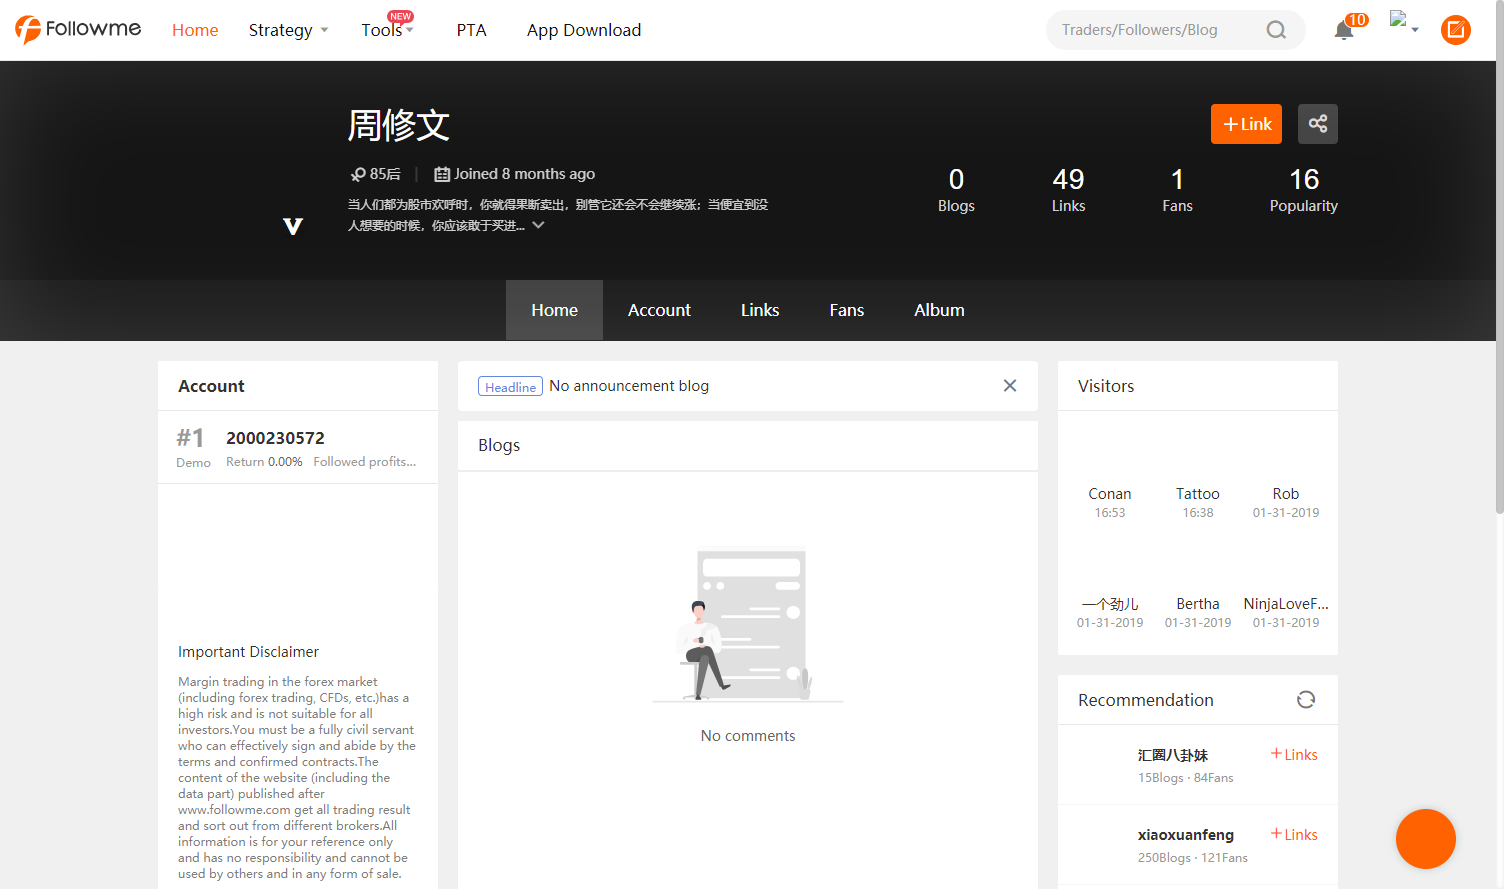 Followme
Home
Strategy
Tools
NEW
PTA
App Download
Traders/Followers/Blog
10
周修文
+Link
85后
Joined 8 months ago
当人们都为股市欢呼时，你就得果断卖出，别管它还会不会继续涨；当便宜到没
人想要的时候，你应该敢于买进...
V
0
Blogs
49
Links
1
Fans
16
Popularity
Home
Account
Links
Fans
Album
Account
#1
2000230572
Demo
Return 0.00%
Followed profits...
Important Disclaimer
Margin trading in the forex market
(including forex trading, CFDs, etc.)has a
high risk and is not suitable for all
investors.You must be a fully civil servant
who can effectively sign and abide by the
terms and confirmed contracts.The
content of the website (including the
data part) published after
www.followme.com get all trading result
and sort out from different brokers.All
information is for your reference only
and has no responsibility and cannot be
used by others and in any form of sale.
Headline No announcement blog
Blogs
No comments
Visitors
Conan
16:53
Tattoo
16:38
Rob
01-31-2019
一个劲儿
01-31-2019
Bertha
01-31-2019
NinjaLoveF...
01-31-2019
Recommendation
汇圈八卦妹
+Links
15Blogs · 84Fans
xiaoxuanfeng
+Links
250Blogs · 121Fans